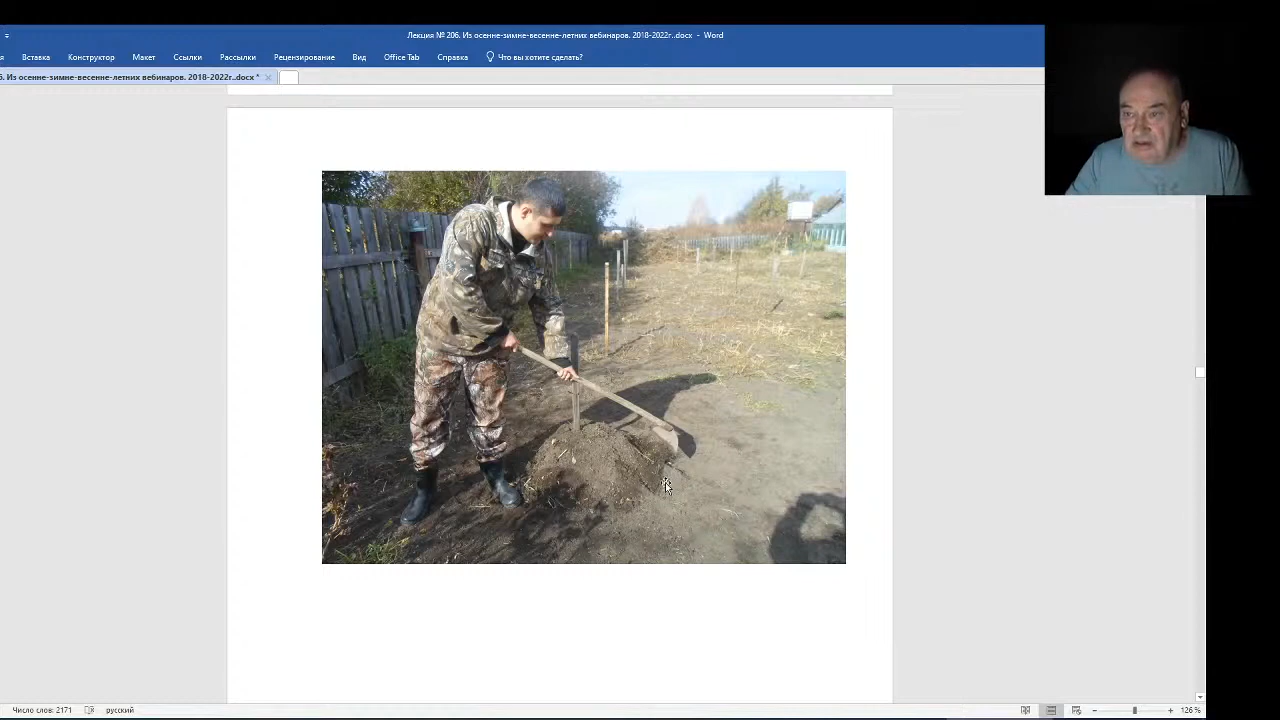 Лекция № 206. Из осенне-зимне-весенне-летних вебинаров. 2018-2022г..docx - Word
Вставка Конструктор Макет Ссылки Рассылки Рецензирование Вид Office Tab Справка Что вы хотите сделать?
6. Из осенне-зимне-весенне-летних вебинаров. 2018-2022г..docx *
Число слов: 2171 русский 126 %